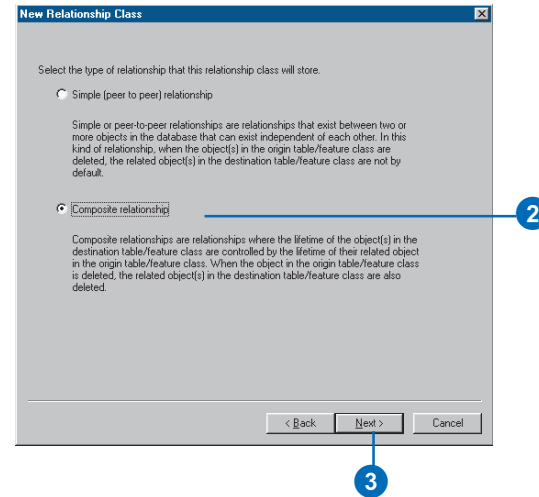 New Relationship Class
Select the type of relationship that this relationship class will store.
Simple (peer to peer) relationship
Simple or peer-to-peer relationships are relationships that exist between two or
more objects in the database that can exist independent of each other. In this
kind of relationship, when the object(s) in the origin table/feature class are
deleted, the related object(s) in the destination table/feature class are not by
default.
Composite relationship
2
Composite relationships are relationships where the lifetime of the object(s) in the
destination table/feature class are controlled by the lifetime of their related object
in the origin table/feature class. When the object in the origin table/feature class
is deleted, the related object(s) in the destination table/feature class are also
deleted.
< Back Next > Cancel
3